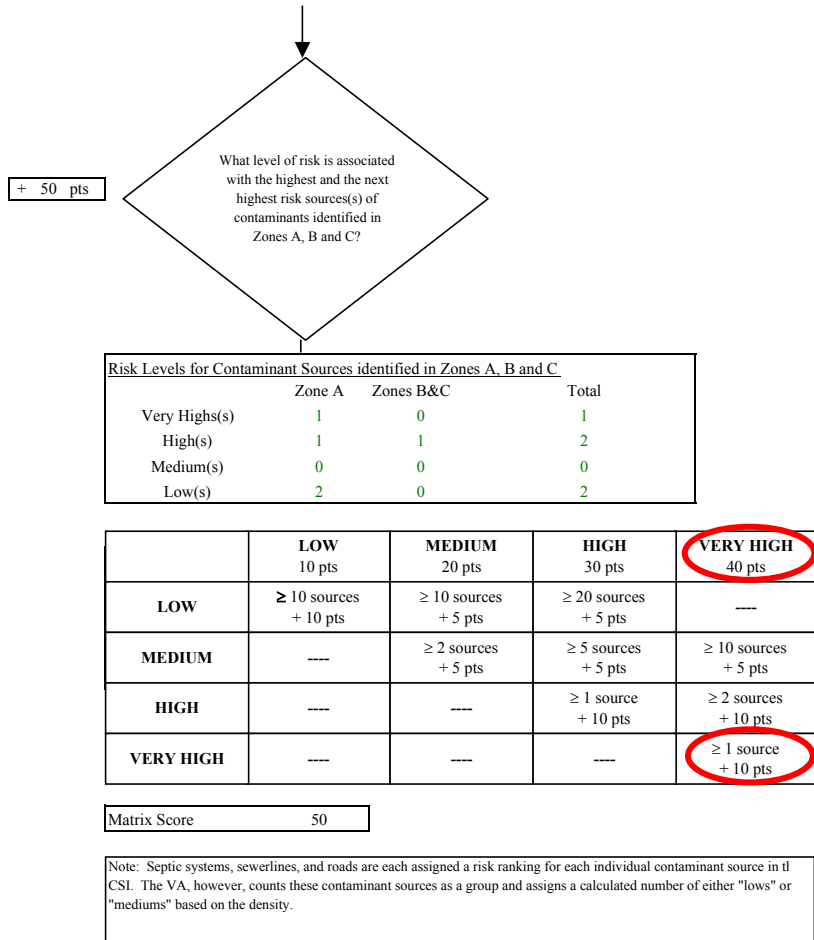 What level of risk is associated
with the highest and the next
+ 50 pts
highest risk sources(s) of
contaminants identified in
Zones A, B and C?
Risk Levels for Contaminant Sources identified in Zones A, B and C
Zone A Zones B&C Total
Very Highs(s) 1 0 1
High(s) 1 1 2
Medium(s) 0 0 0
Low(s) 2 0 2
LOW MEDIUM HIGH VERY HIGH
10 pts 20 pts 30 pts 40 pts
LOW ≥ 10 sources + 10 pts ≥ 10 sources + 5 pts ≥ 20 sources + 5 pts ----
MEDIUM ---- ≥ 2 sources + 5 pts ≥ 5 sources + 5 pts ≥ 10 sources + 5 pts
HIGH ---- ---- ≥ 1 source + 10 pts ≥ 2 sources + 10 pts
VERY HIGH ---- ---- ---- ≥ 1 source + 10 pts
Matrix Score 50
Note: Septic systems, sewerlines, and roads are each assigned a risk ranking for each individual contaminant source in tl
CSI. The VA, however, counts these contaminant sources as a group and assigns a calculated number of either "lows" or
"mediums" based on the density.